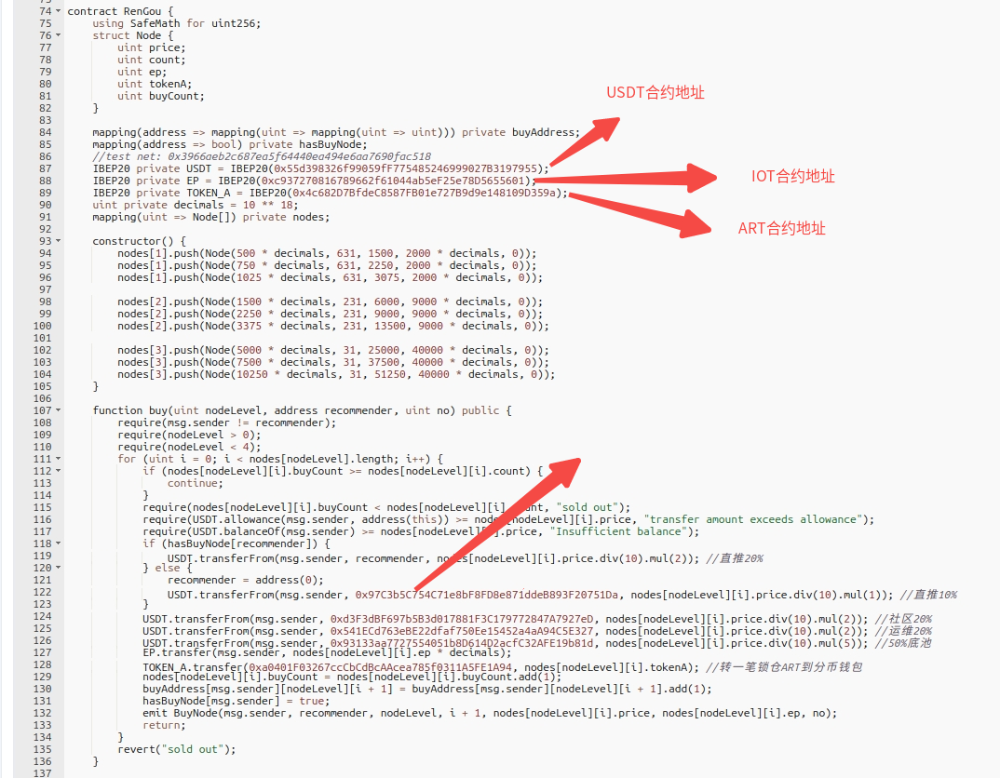 74 contract RenGou {
75 using SafeMath for uint256;
76 struct Node {
77 uint price;
78 uint count;
79 uint ep;
80 uint tokenA;
81 uint buyCount;
82 }
83
84 mapping(address => mapping(uint => mapping(uint => uint))) private buyAddress;
85 mapping(address => bool) private hasBuyNode;
86 //test net: 0x3966aeb2c687ea5f64440ea494e6aa7690fac518
87 IBEP20 private USDT = IBEP20(0x55d398326f99059fF775485246999027B3197955);
88 IBEP20 private EP = IBEP20(0xc937270816789662f61044ab5eF25e78D5655601);
89 IBEP20 private TOKEN_A = IBEP20(0x4c682D7BfdeC8587FB01e727B9d9e148109D359a);
90 uint private decimals = 10 ** 18;
91 mapping(uint => Node[]) private nodes;
USDT合约地址
IOT合约地址
ART合约地址
92
93 constructor() {
94 nodes[1].push(Node(500 * decimals, 631, 1500, 2000 * decimals, 0));
95 nodes[1].push(Node(750 * decimals, 631, 2250, 2000 * decimals, 0));
96 nodes[1].push(Node(1025 * decimals, 631, 3075, 2000 * decimals, 0));
97
98 nodes[2].push(Node(1500 * decimals, 231, 6000, 9000 * decimals, 0));
99 nodes[2].push(Node(2250 * decimals, 231, 9000, 9000 * decimals, 0));
100 nodes[2].push(Node(3375 * decimals, 231, 13500, 9000 * decimals, 0));
101
102 nodes[3].push(Node(5000 * decimals, 31, 25000, 40000 * decimals, 0));
103 nodes[3].push(Node(7500 * decimals, 31, 37500, 40000 * decimals, 0));
104 nodes[3].push(Node(10250 * decimals, 31, 51250, 40000 * decimals, 0));
105 }
106
107 function buy(uint nodeLevel, address recommender, uint no) public {
108 require(msg.sender != recommender);
109 require(nodeLevel > 0);
110 require(nodeLevel < 4);
111 for (uint i = 0; i < nodes[nodeLevel].length; i++) {
112 if (nodes[nodeLevel][i].buyCount >= nodes[nodeLevel][i].count) {
113 continue;
114 }
115 require(nodes[nodeLevel][i].buyCount < nodes[nodeLevel][i].count, "sold out");
116 require(USDT.allowance(msg.sender, address(this)) >= nodes[nodeLevel][i].price, "transfer amount exceeds allowance");
117 require(USDT.balanceOf(msg.sender) >= nodes[nodeLevel][i].price, "Insufficient balance");
118 if (hasBuyNode[recommender]) {
119 USDT.transferFrom(msg.sender, recommender, nodes[nodeLevel][i].price.div(10).mul(2)); //直推20%
120 } else {
121 recommender = address(0);
122 USDT.transferFrom(msg.sender, 0x97C3b5C754C71e8bF8FD8e871ddeB893F20751Da, nodes[nodeLevel][i].price.div(10).mul(1)); //直推10%
123 }
124 USDT.transferFrom(msg.sender, 0xd3F3dBF697b5B3d017881F3C179772847A7927eD, nodes[nodeLevel][i].price.div(10).mul(2)); //社区20%
125 USDT.transferFrom(msg.sender, 0x541ECd763eBE22dfaf750Ee15452a4aA94C5E327, nodes[nodeLevel][i].price.div(10).mul(2)); //运维20%
126 USDT.transferFrom(msg.sender, 0x93133aa7727554051b8D614D2acfC32AFE19b81d, nodes[nodeLevel][i].price.div(10).mul(5)); //50%底池
127 EP.transfer(msg.sender, nodes[nodeLevel][i].ep * decimals);
128 TOKEN_A.transfer(0xa0401F03267ccCbCdBcAAcea785f0311A5FE1A94, nodes[nodeLevel][i].tokenA); //转一笔锁仓ART到分币钱包
129 nodes[nodeLevel][i].buyCount = nodes[nodeLevel][i].buyCount.add(1);
130 buyAddress[msg.sender][nodeLevel][i + 1] = buyAddress[msg.sender][nodeLevel][i + 1].add(1);
131 hasBuyNode[msg.sender] = true;
132 emit BuyNode(msg.sender, recommender, nodeLevel, i + 1, nodes[nodeLevel][i].price, nodes[nodeLevel][i].ep, no);
133 return;
134 }
135 revert("sold out");
136 }
137